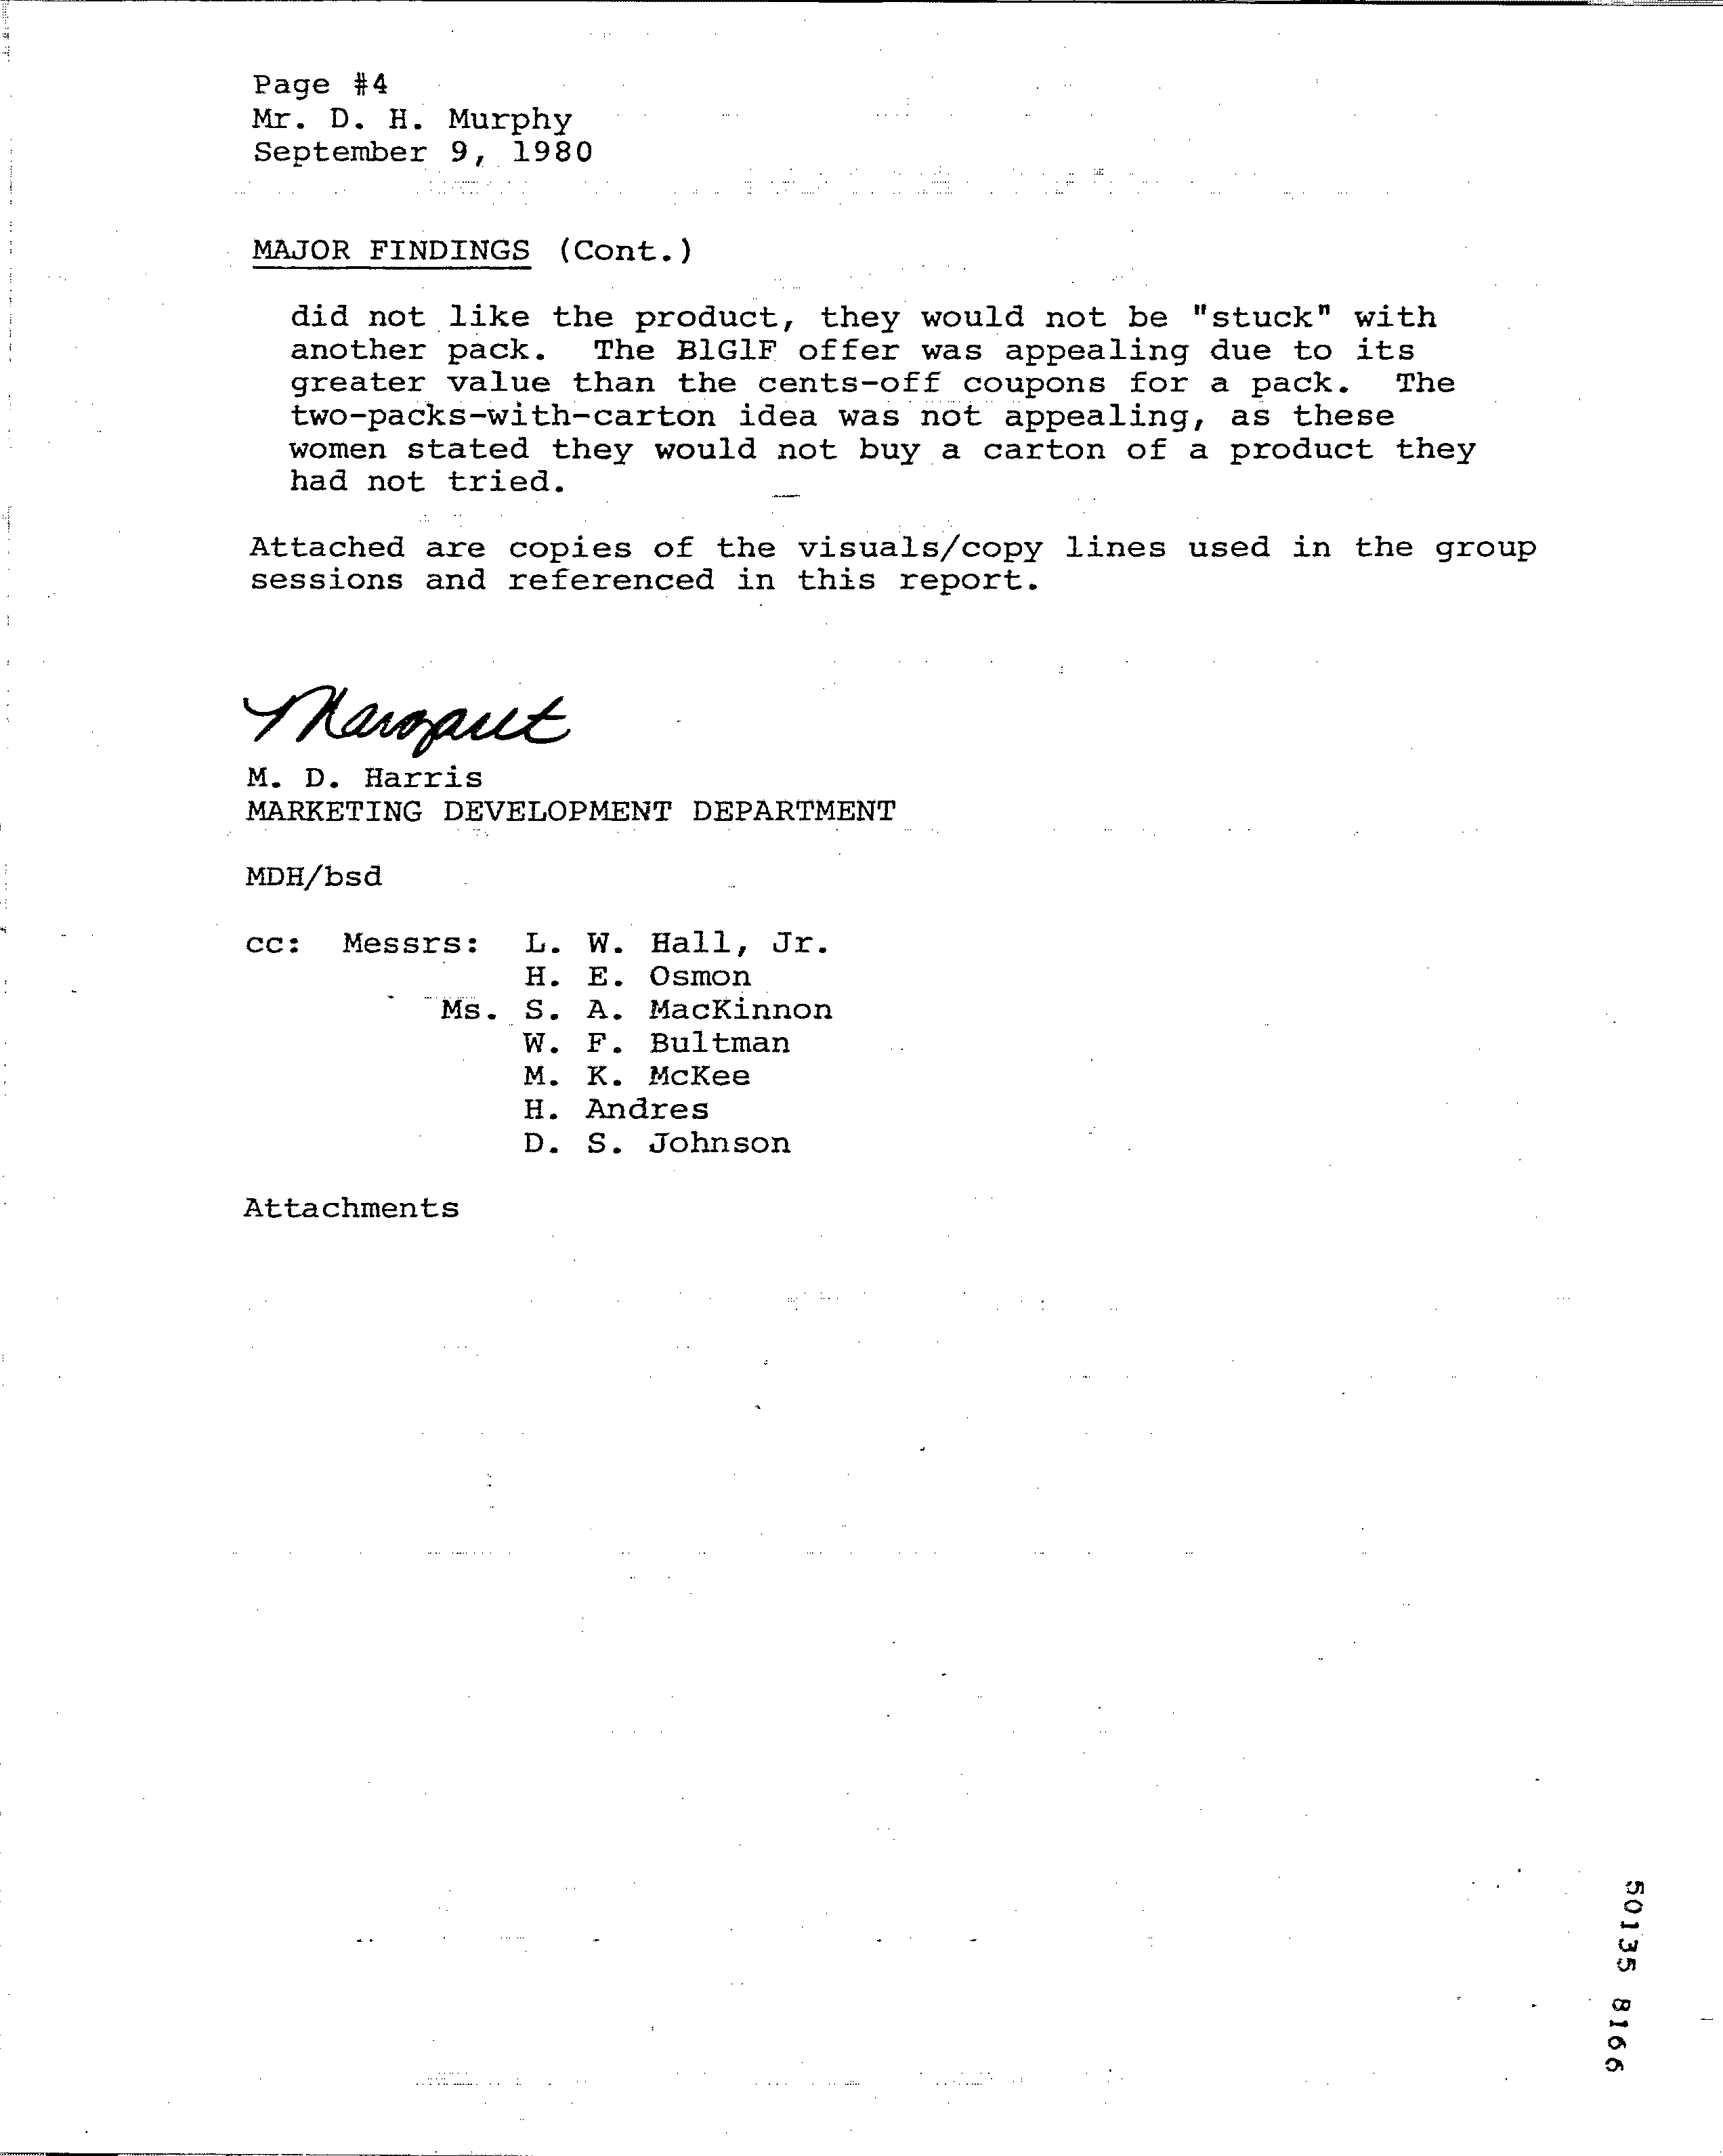 Page #4
Mr. D. H. Murphy
September 9, 1980
MAJOR FINDINGS (Cont.)
did not like the product, they would not be "stuck" with
another pack. The B1G1F offer was appealing due to its
greater value than the cents-off coupons for a pack. The
two-packs-with-carton idea was not appealing, as these
women stated they would not buy a carton of a product they
had not tried.
Attached are copies of the visuals/copy lines used in the group
sessions and referenced in this report.
Margaret
M. D. Harris
MARKETING DEVELOPMENT DEPARTMENT
MDH/bsd
cc: Messrs: L. W. Hall, Jr.
H. E. Osmon
Ms. S. A. MacKinnon
W. F. Bultman
M. K. McKee
H. Andres
D. S. Johnson
Attachments
50135 8166